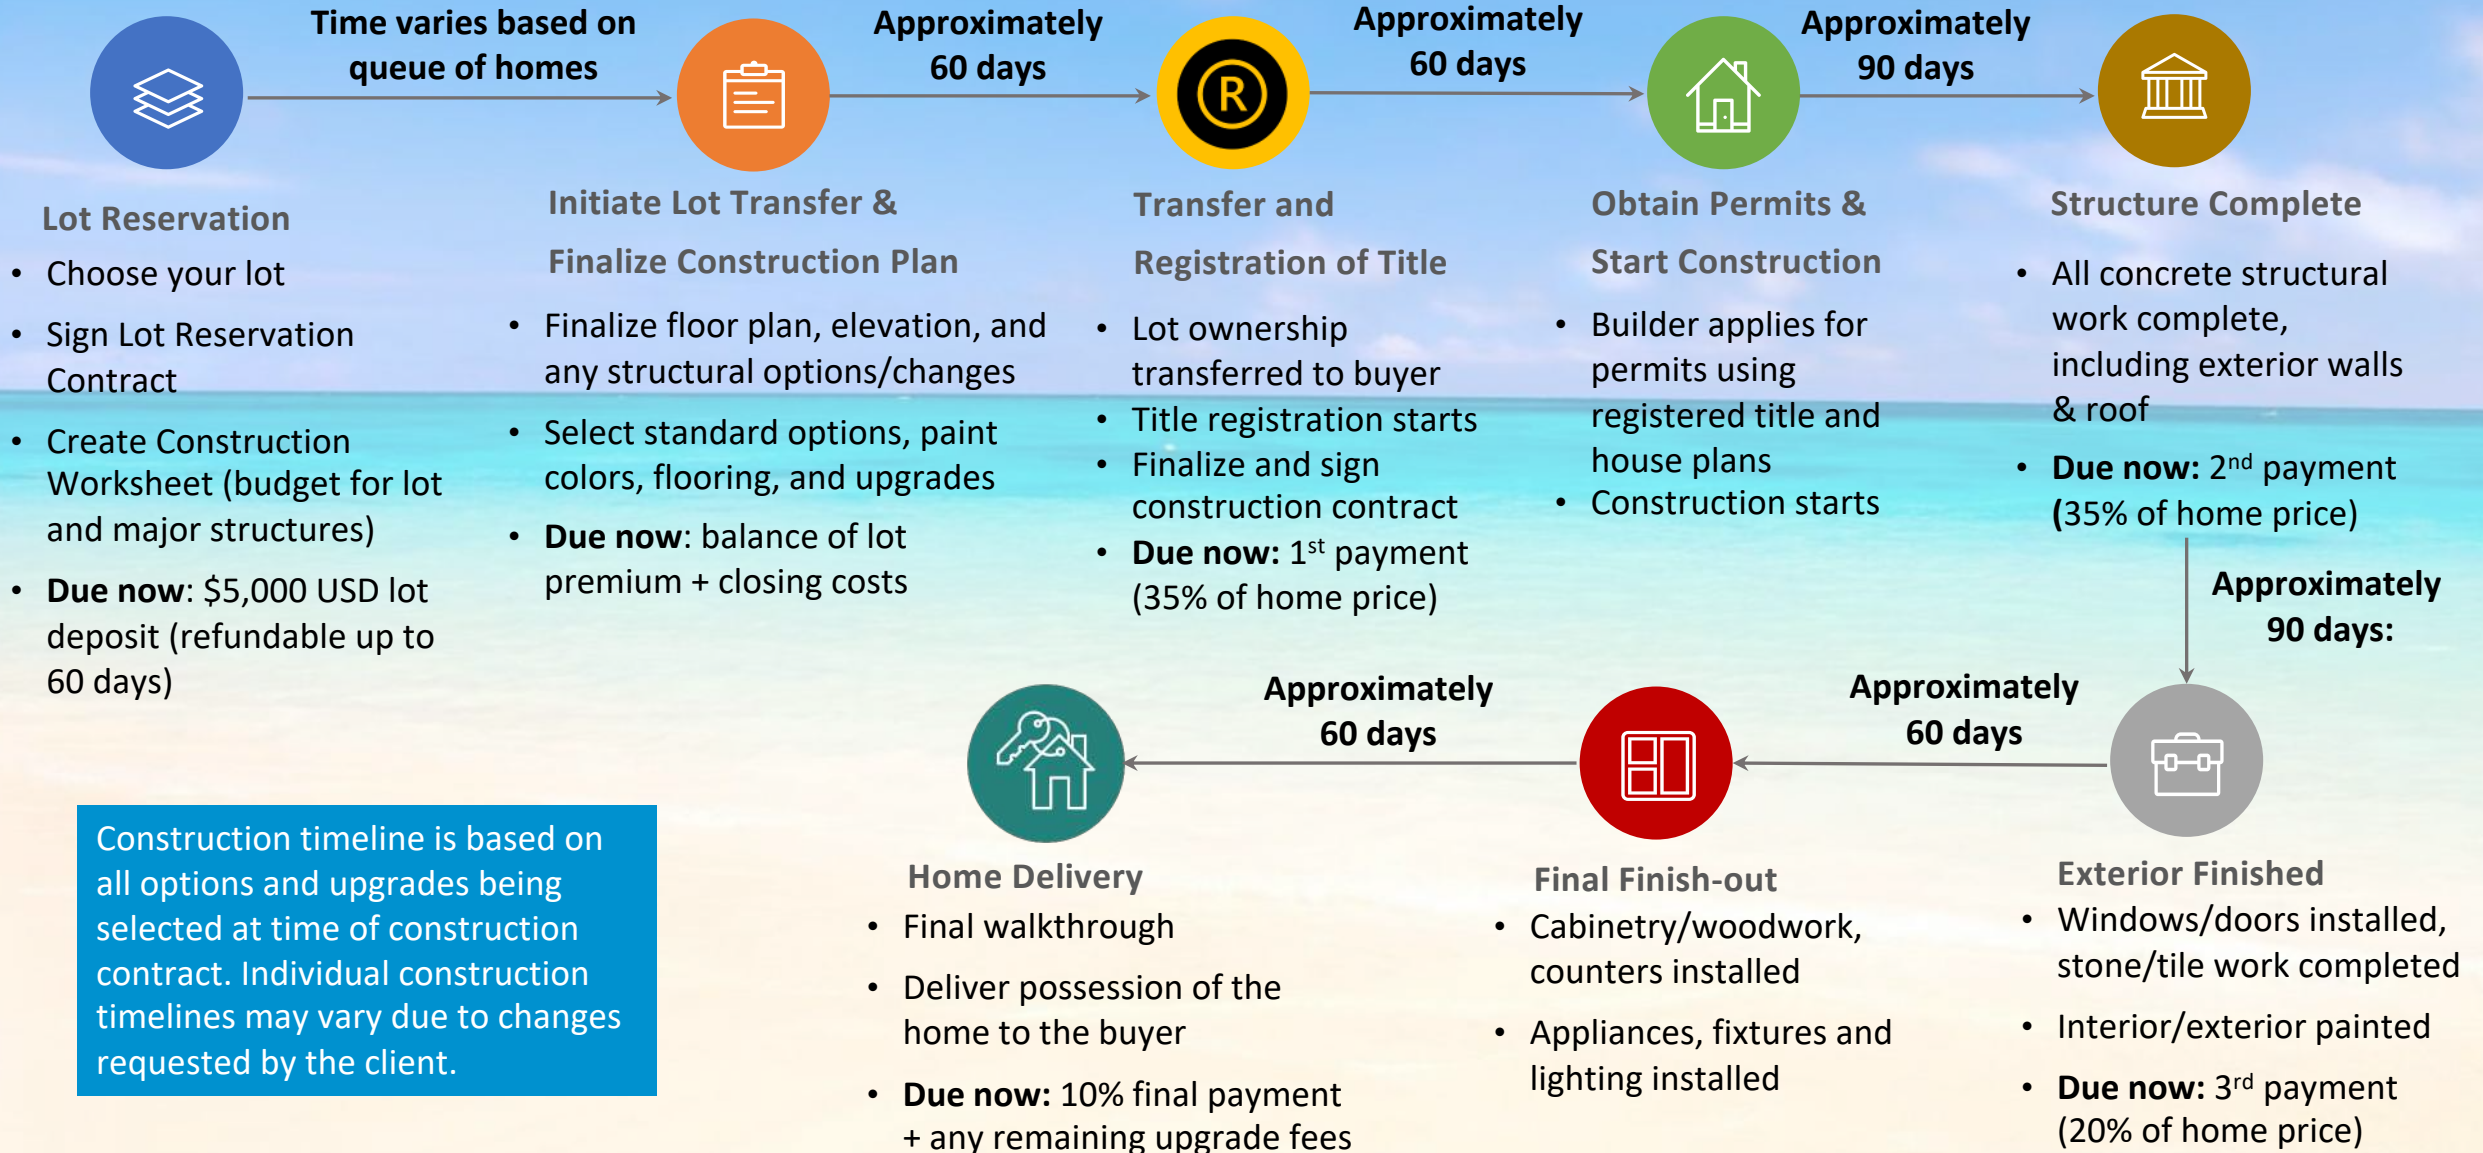 Time varies based on
queue of homes
Approximately
60 days
Approximately
60 days
Approximately
90 days
R
Lot Reservation
• Choose your lot
• Sign Lot Reservation
Contract
• Create Construction
Worksheet (budget for lot
and major structures)
• Due now: $5,000 USD lot
deposit (refundable up to
60 days)
Initiate Lot Transfer &
Finalize Construction Plan
• Finalize floor plan, elevation, and
any structural options/changes
• Select standard options, paint
colors, flooring, and upgrades
• Due now: balance of lot
premium + closing costs
Transfer and
Registration of Title
• Lot ownership
transferred to buyer
• Title registration starts
• Finalize and sign
construction contract
• Due now: 1st payment
(35% of home price)
Obtain Permits &
Start Construction
• Builder applies for
permits using
registered title and
house plans
• Construction starts
Structure Complete
• All concrete structural
work complete,
including exterior walls
& roof
• Due now: 2nd payment
(35% of home price)
Approximately
90 days:
Approximately
60 days
Approximately
60 days
Exterior Finished
• Windows/doors installed,
stone/tile work completed
• Interior/exterior painted
• Due now: 3rd payment
(20% of home price)
Final Finish-out
• Cabinetry/woodwork,
counters installed
• Appliances, fixtures and
lighting installed
Home Delivery
• Final walkthrough
• Deliver possession of the
home to the buyer
• Due now: 10% final payment
+ any remaining upgrade fees
Construction timeline is based on
all options and upgrades being
selected at time of construction
contract. Individual construction
timelines may vary due to changes
requested by the client.